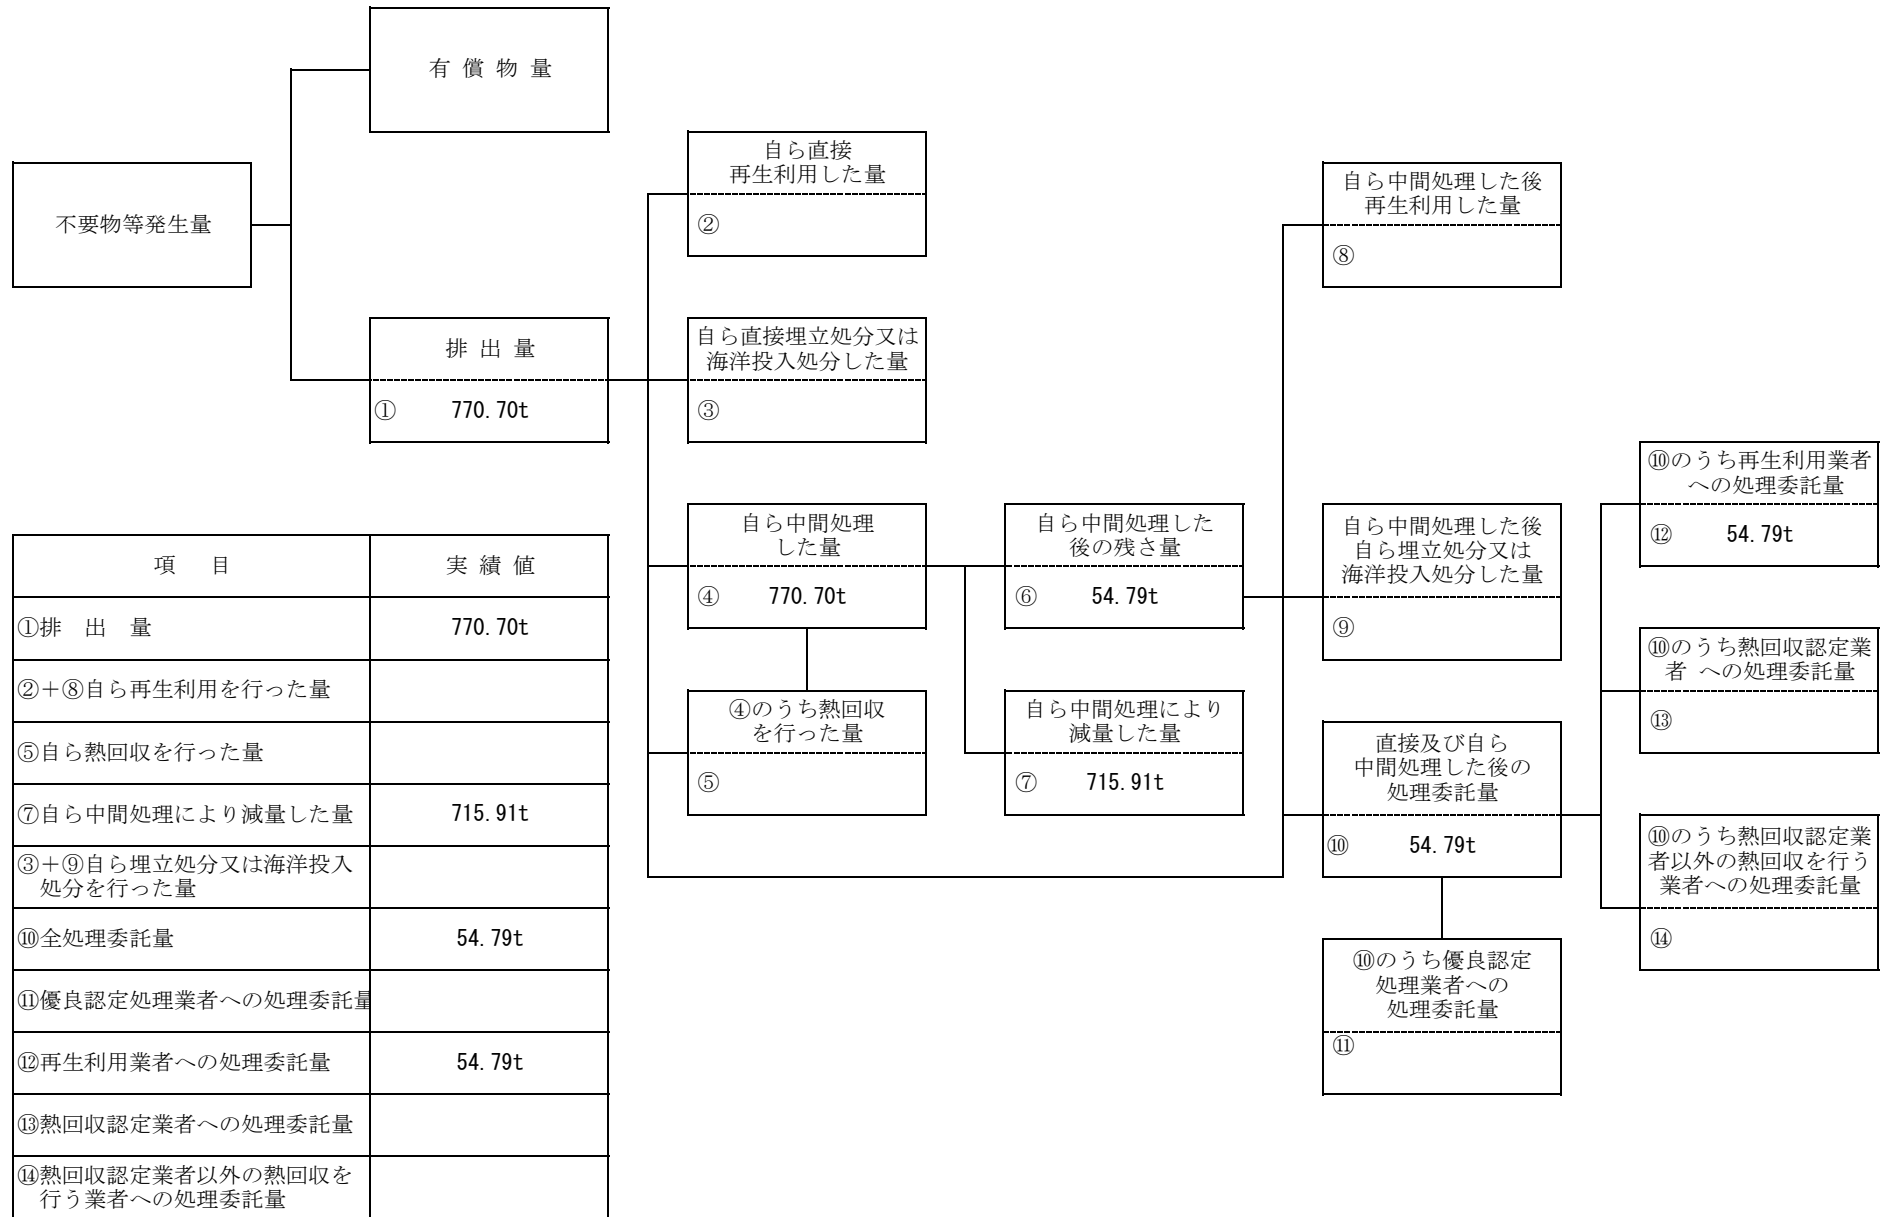 有 償 物 量
不要物等発生量
排 出 量
① 770.70t
自ら直接
再生利用した量
②
自ら直接埋立処分又は
海洋投入処分した量
③
自ら中間処理
した量
④ 770.70t
④のうち熱回収
を行った量
⑤
自ら中間処理した
後の残さ量
⑥ 54.79t
自ら中間処理により
減量した量
⑦ 715.91t
自ら中間処理した後
再生利用した量
⑧
自ら中間処理した後
自ら埋立処分又は
海洋投入処分した量
⑨
直接及び自ら
中間処理した後の
処理委託量
⑩ 54.79t
⑩のうち優良認定
処理業者への
処理委託量
⑪
⑩のうち再生利用業者
への処理委託量
⑫ 54.79t
⑩のうち熱回収認定業
者 への処理委託量
⑬
⑩のうち熱回収認定業
者以外の熱回収を行う
業者への処理委託量
⑭
項 目 実 績 値
①排 出 量 770.70t
②+⑧自ら再生利用を行った量
⑤自ら熱回収を行った量
⑦自ら中間処理により減量した量 715.91t
③+⑨自ら埋立処分又は海洋投入
処分を行った量
⑩全処理委託量 54.79t
⑪優良認定処理業者への処理委託量
⑫再生利用業者への処理委託量 54.79t
⑬熱回収認定業者への処理委託量
⑭熱回収認定業者以外の熱回収を
行う業者への処理委託量